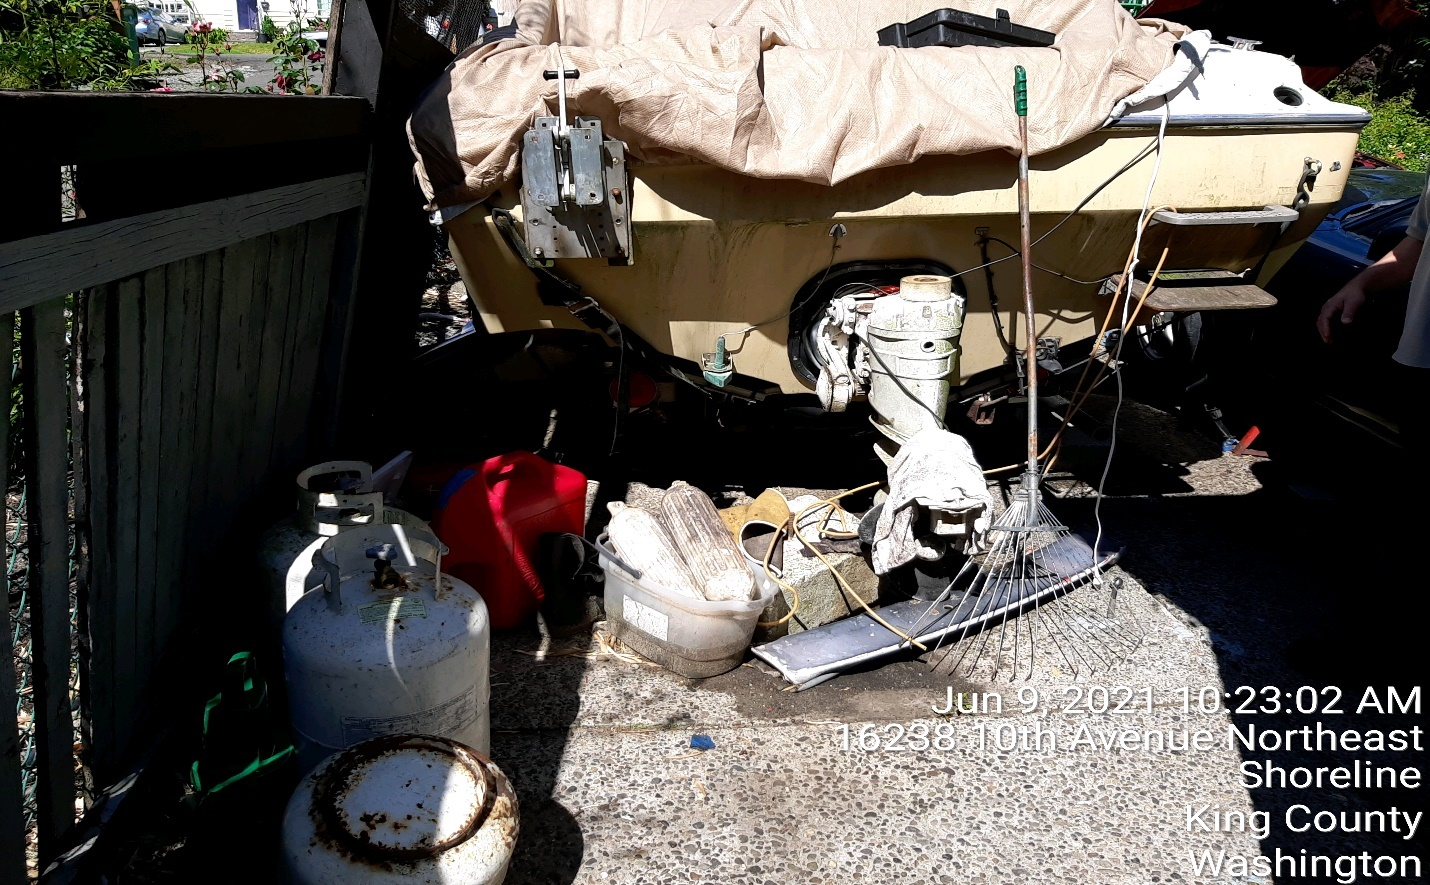 Jun 9, 2021 10:23:02 AM
16238 10th Avenue Northeast
Shoreline
King County
Washington